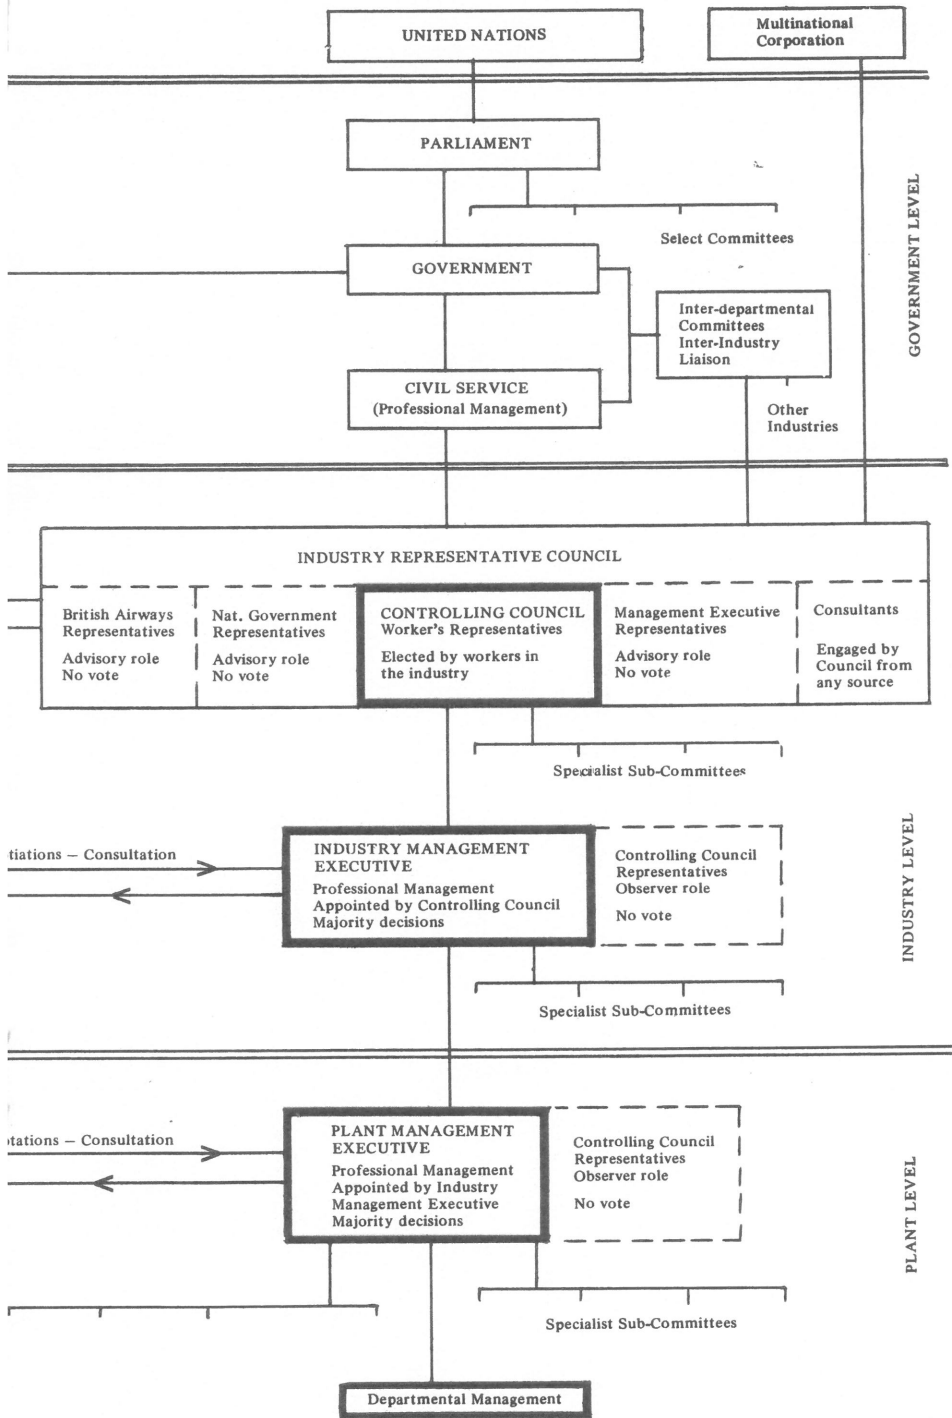 UNITED NATIONS
Multinational
Corporation
PARLIAMENT
Select Committees
GOVERNMENT LEVEL
GOVERNMENT
Inter-departmental
Committees
Inter-Industry
Liaison
CIVIL SERVICE
(Professional Management)
Other
Industries
INDUSTRY REPRESENTATIVE COUNCIL
British Airways
Representatives
Advisory role
No vote
Nat. Government
Representatives
Advisory role
No vote
CONTROLLING COUNCIL
Worker's Representatives
Elected by workers in
the industry
Management Executive
Representatives
Advisory role
No vote
Consultants
Engaged by
Council from
any source
Specialist Sub-Committees
INDUSTRY LEVEL
tiations — Consultation
INDUSTRY MANAGEMENT
EXECUTIVE
Professional Management
Appointed by Controlling Council
Majority decisions
Controlling Council
Representatives
Observer role
No vote
Specialist Sub-Committees
PLANT LEVEL
tations — Consultation
PLANT MANAGEMENT
EXECUTIVE
Professional Management
Appointed by Industry
Management Executive
Majority decisions
Controlling Council
Representatives
Observer role
No vote
Specialist Sub-Committees
Departmental Management